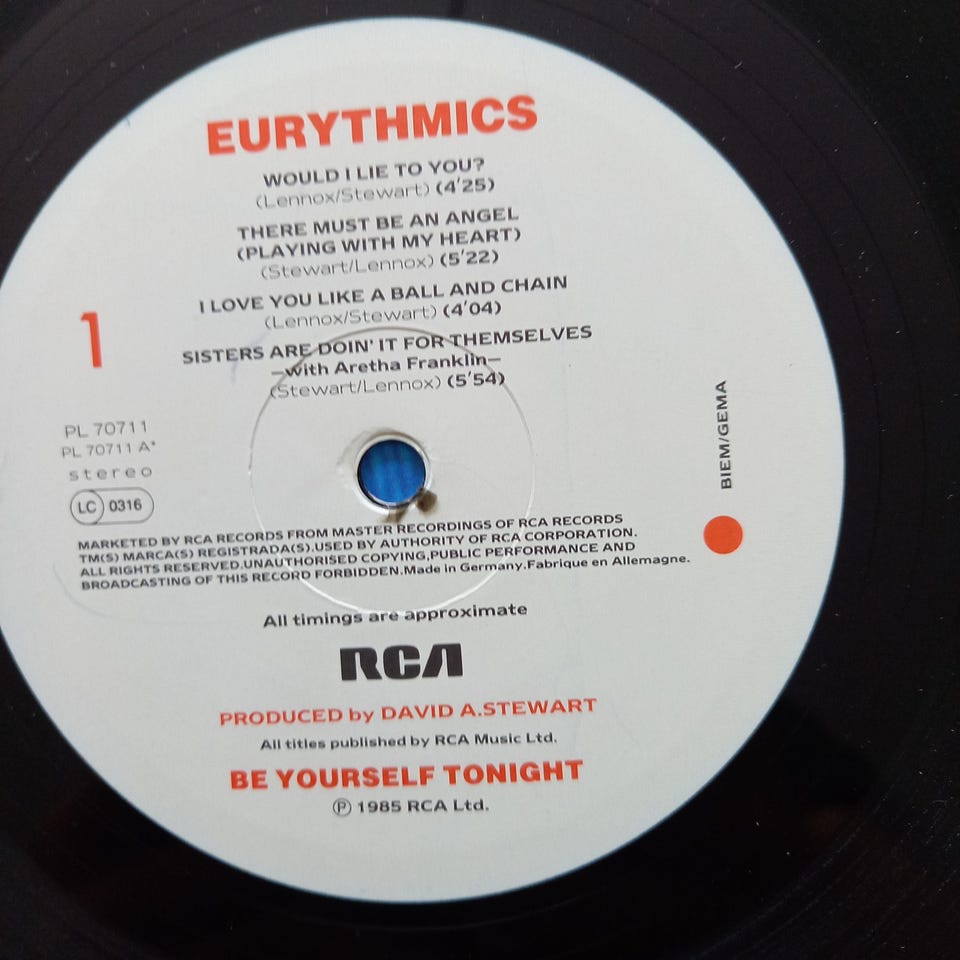 EURYTHMICS
WOULD I LIE TO YOU?
(Lennox/Stewart) (4'25)
THERE MUST BE AN ANGEL
(PLAYING WITH MY HEART)
(Stewart/Lennox) (5'22)
I LOVE YOU LIKE A BALL AND CHAIN
(Lennox/Stewart) (4'04)
SISTERS ARE DOIN' IT FOR THEMSELVES
—with Aretha Franklin—
(Stewart/Lennox) (5'54)
1
PL 70711
PL 70711 A*
stereo
LC 0316
BIEM/GEMA
MARKETED BY RCA RECORDS FROM MASTER RECORDINGS OF RCA RECORDS
TM(S) MARCA(S) REGISTRADA(S).USED BY AUTHORITY OF RCA CORPORATION.
ALL RIGHTS RESERVED.UNAUTHORISED COPYING,PUBLIC PERFORMANCE AND
BROADCASTING OF THIS RECORD FORBIDDEN.Made in Germany.Fabrique en Allemagne.
All timings are approximate
RCA
PRODUCED by DAVID A.STEWART
All titles published by RCA Music Ltd.
BE YOURSELF TONIGHT
℗ 1985 RCA Ltd.